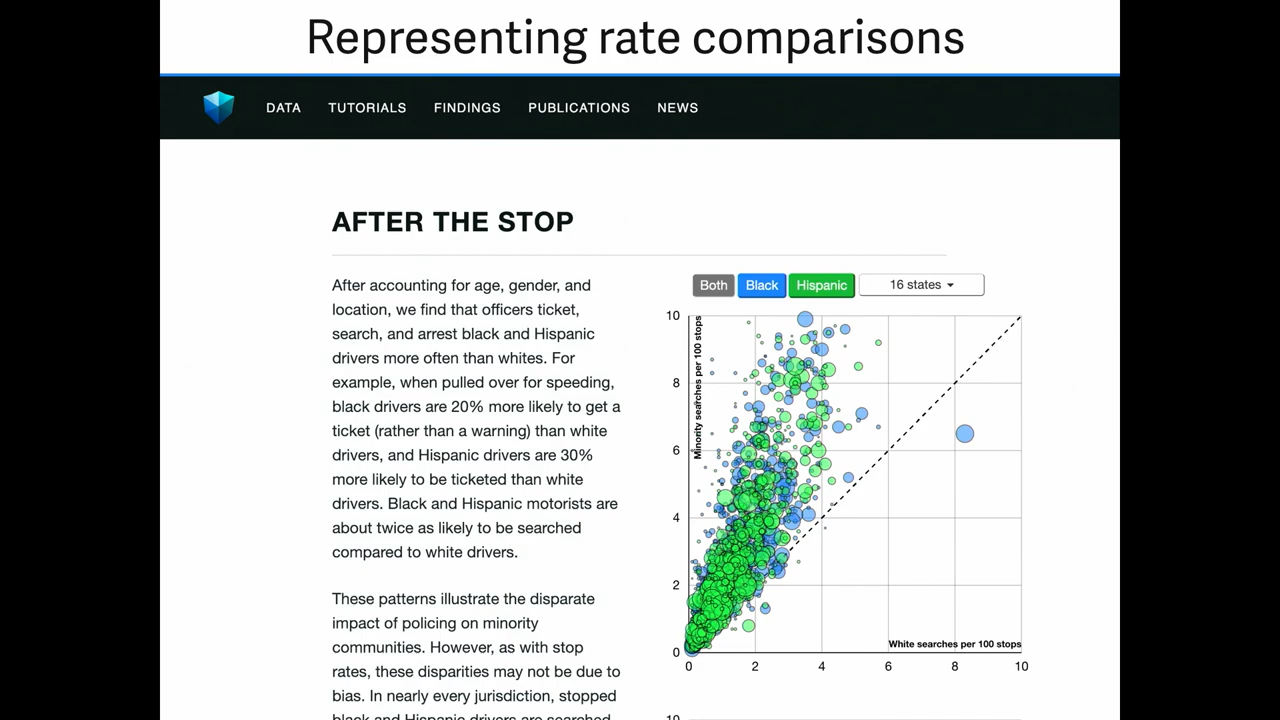 Representing rate comparisons
DATA TUTORIALS FINDINGS PUBLICATIONS NEWS
AFTER THE STOP
After accounting for age, gender, and
location, we find that officers ticket,
search, and arrest black and Hispanic
drivers more often than whites. For
example, when pulled over for speeding,
black drivers are 20% more likely to get a
ticket (rather than a warning) than white
drivers, and Hispanic drivers are 30%
more likely to be ticketed than white
drivers. Black and Hispanic motorists are
about twice as likely to be searched
compared to white drivers.
These patterns illustrate the disparate
impact of policing on minority
communities. However, as with stop
rates, these disparities may not be due to
bias. In nearly every jurisdiction, stopped
black and Hispanic drivers are searched
Both Black Hispanic 16 states
10
8
6
4
2
0
Minority searches per 100 stops
White searches per 100 stops
0 2 4 6 8 10
10